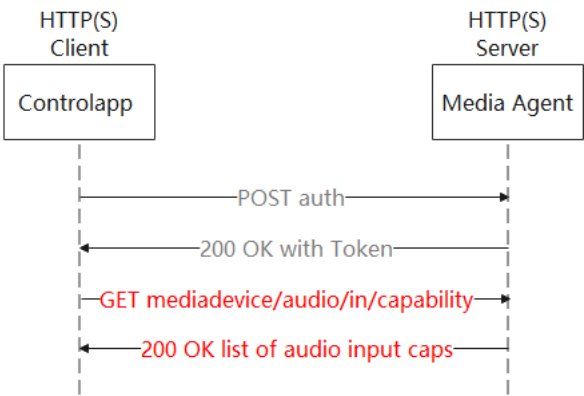 HTTP(S)
Client
HTTP(S)
Server
Controlapp
Media Agent
POST auth
200 OK with Token
GET mediadevice/audio/in/capability
200 OK list of audio input caps